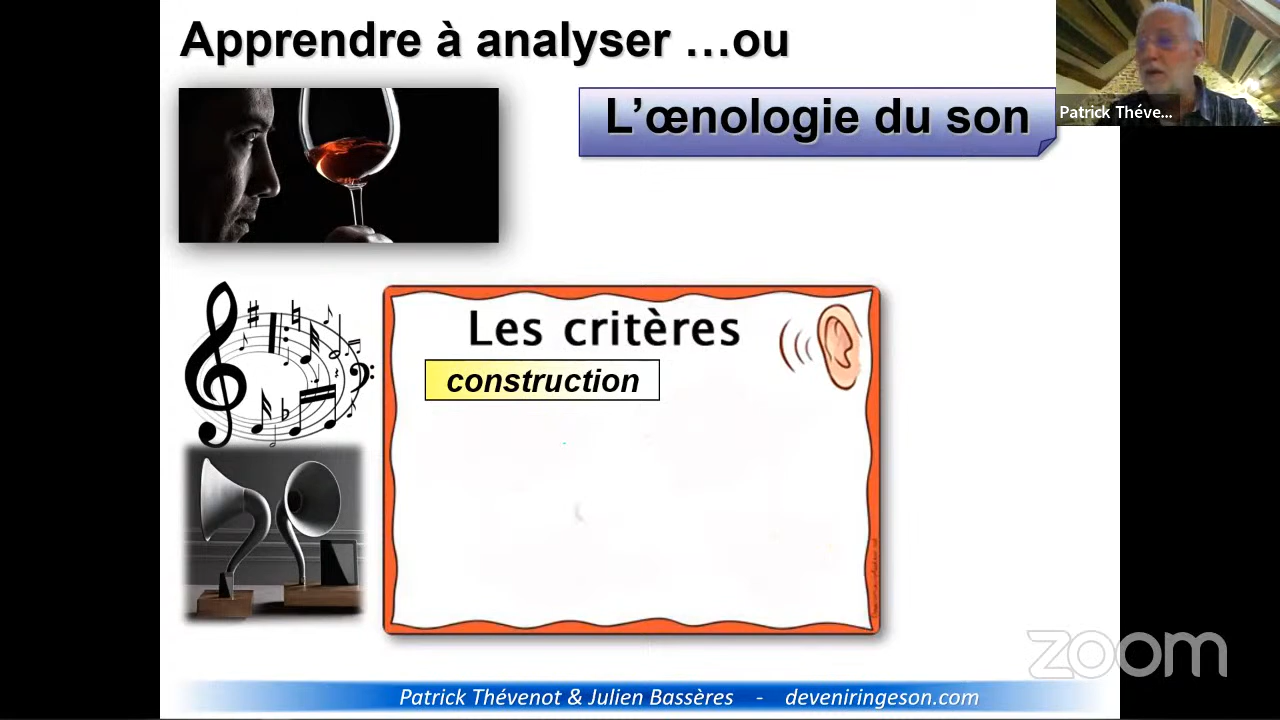 Apprendre à analyser …ou
L’œnologie du son
Patrick Théve...
Les critères
construction
zoom
Patrick Thévenot & Julien Bassères - deveniringeson.com